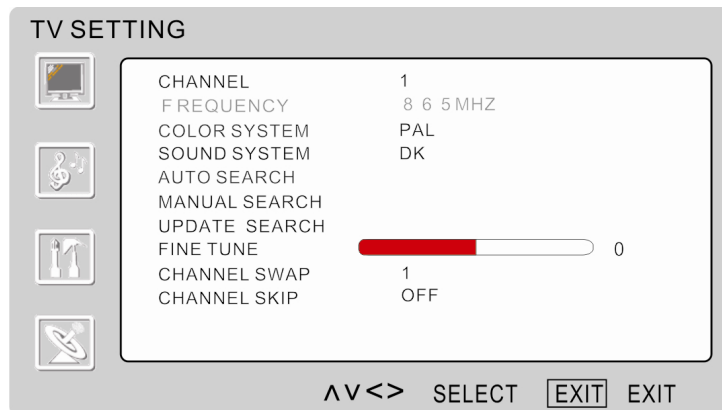 TV SETTING
CHANNEL 1
FREQUENCY 8 6 5 MHZ
COLOR SYSTEM PAL
SOUND SYSTEM DK
AUTO SEARCH
MANUAL SEARCH
UPDATE SEARCH
FINE TUNE 0
CHANNEL SWAP 1
CHANNEL SKIP OFF
∧∨<> SELECT EXIT EXIT